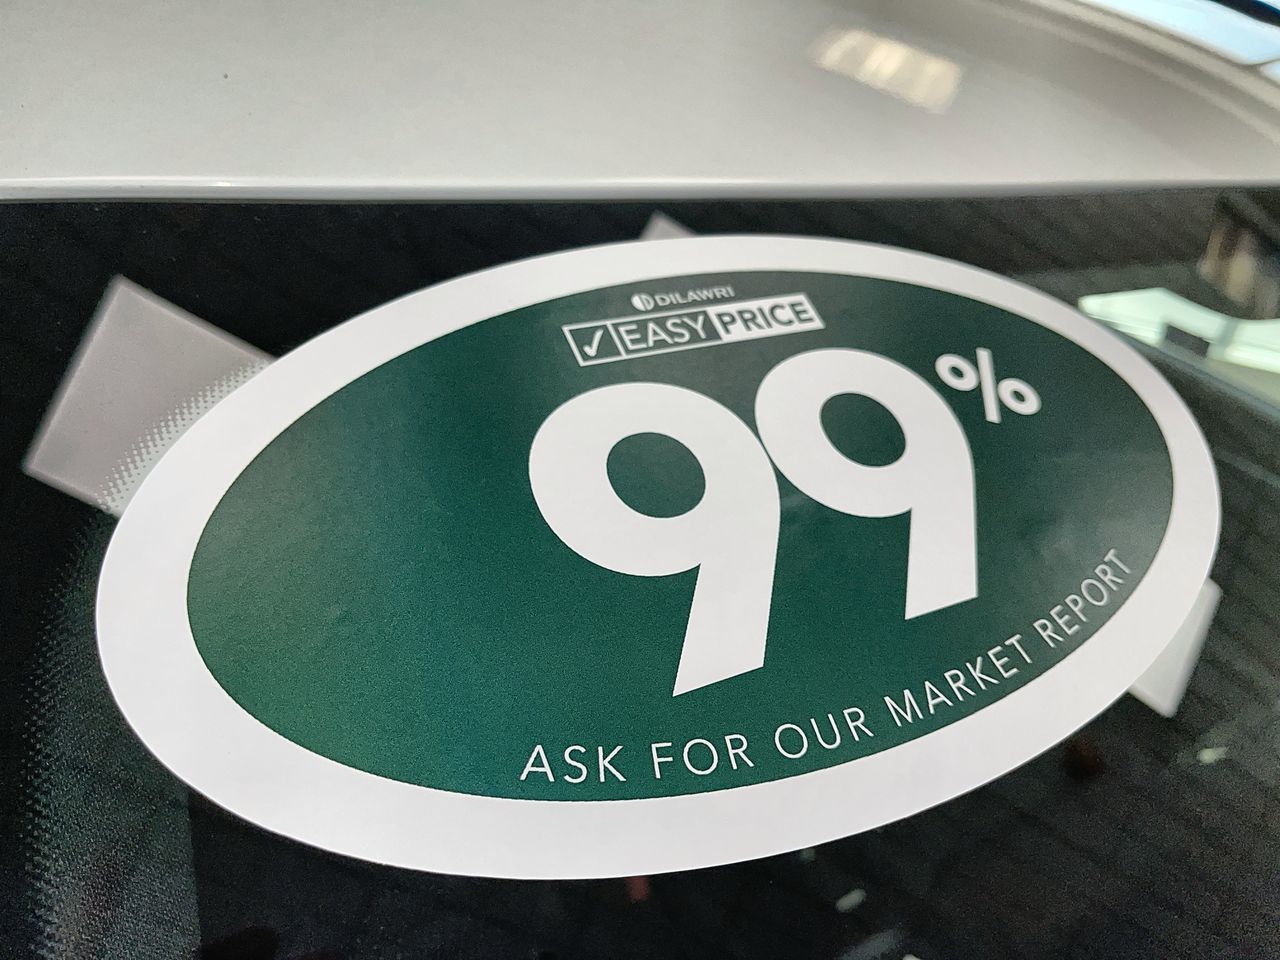 DILAWRI
✓ EASY PRICE
99%
ASK FOR OUR MARKET REPORT